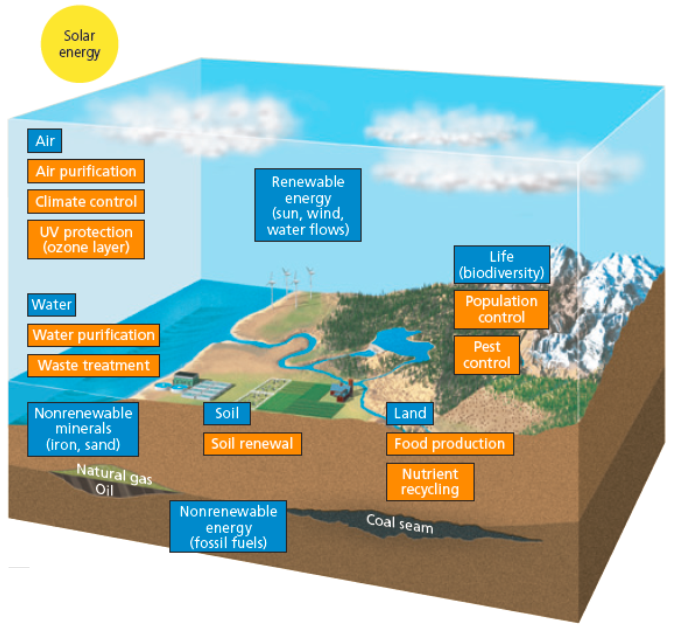 Solar
energy
Air
Air purification
Climate control
UV protection
(ozone layer)
Renewable
energy
(sun, wind,
water flows)
Life
(biodiversity)
Population
control
Pest
control
Water
Water purification
Waste treatment
Nonrenewable
minerals
(iron, sand)
Soil
Soil renewal
Land
Food production
Nutrient
recycling
Natural gas
Oil
Nonrenewable
energy
(fossil fuels)
Coal seam